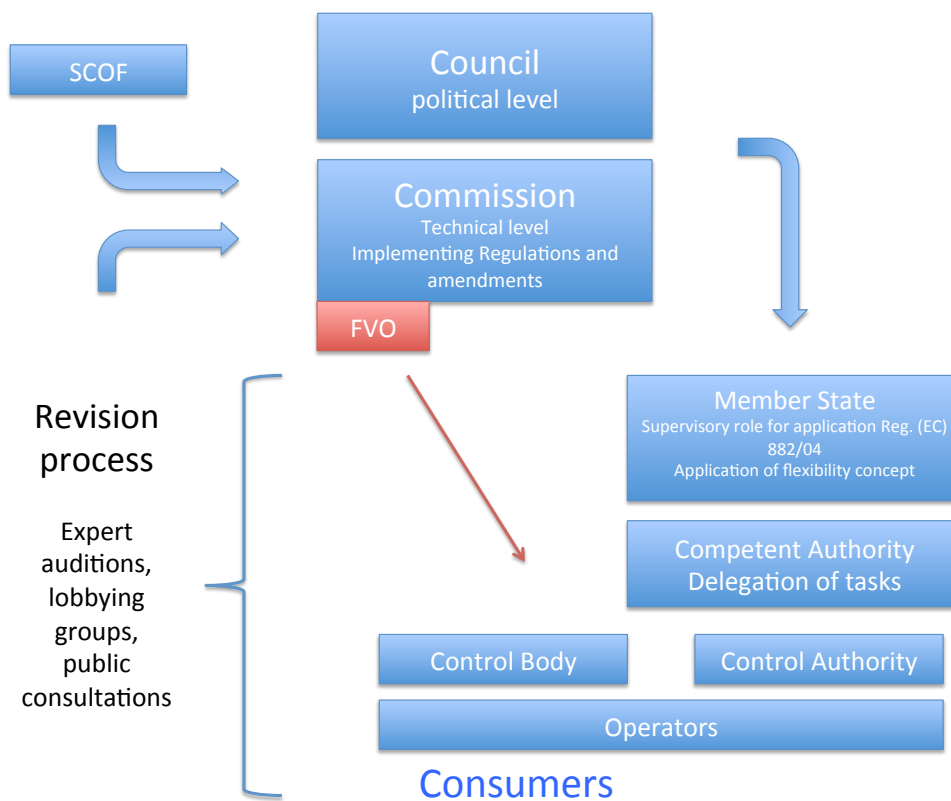 SCOF
Council
political level
Commission
Technical level
Implementing Regulations and
amendments
FVO
Revision
process
Expert
auditions,
lobbying
groups,
public
consultations
Member State
Supervisory role for application Reg. (EC)
882/04
Application of flexibility concept
Competent Authority
Delegation of tasks
Control Body
Control Authority
Operators
Consumers